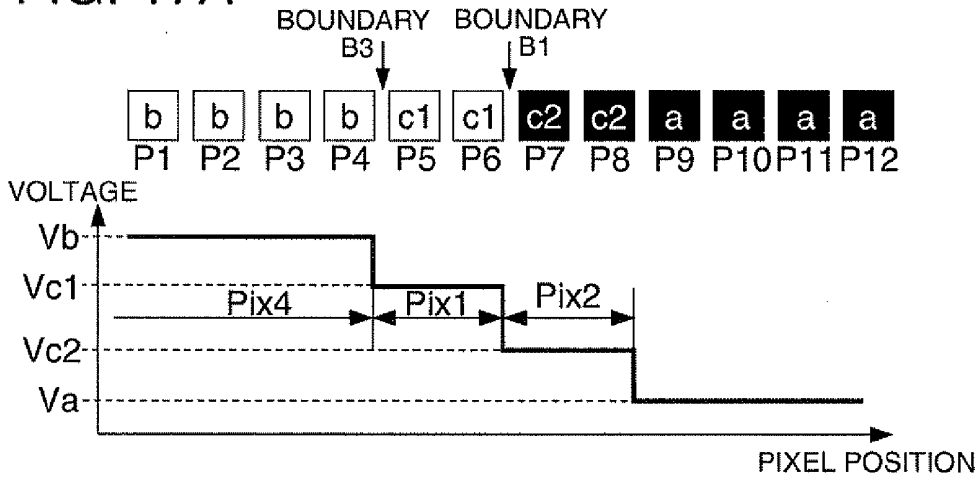 BOUNDARY BOUNDARY
B3 B1
b b b b c1 c1 c2 c2 a a a a
P1 P2 P3 P4 P5 P6 P7 P8 P9 P10 P11 P12
VOLTAGE
Vb
Vc1
Pix4 Pix1 Pix2
Vc2
Va
PIXEL POSITION